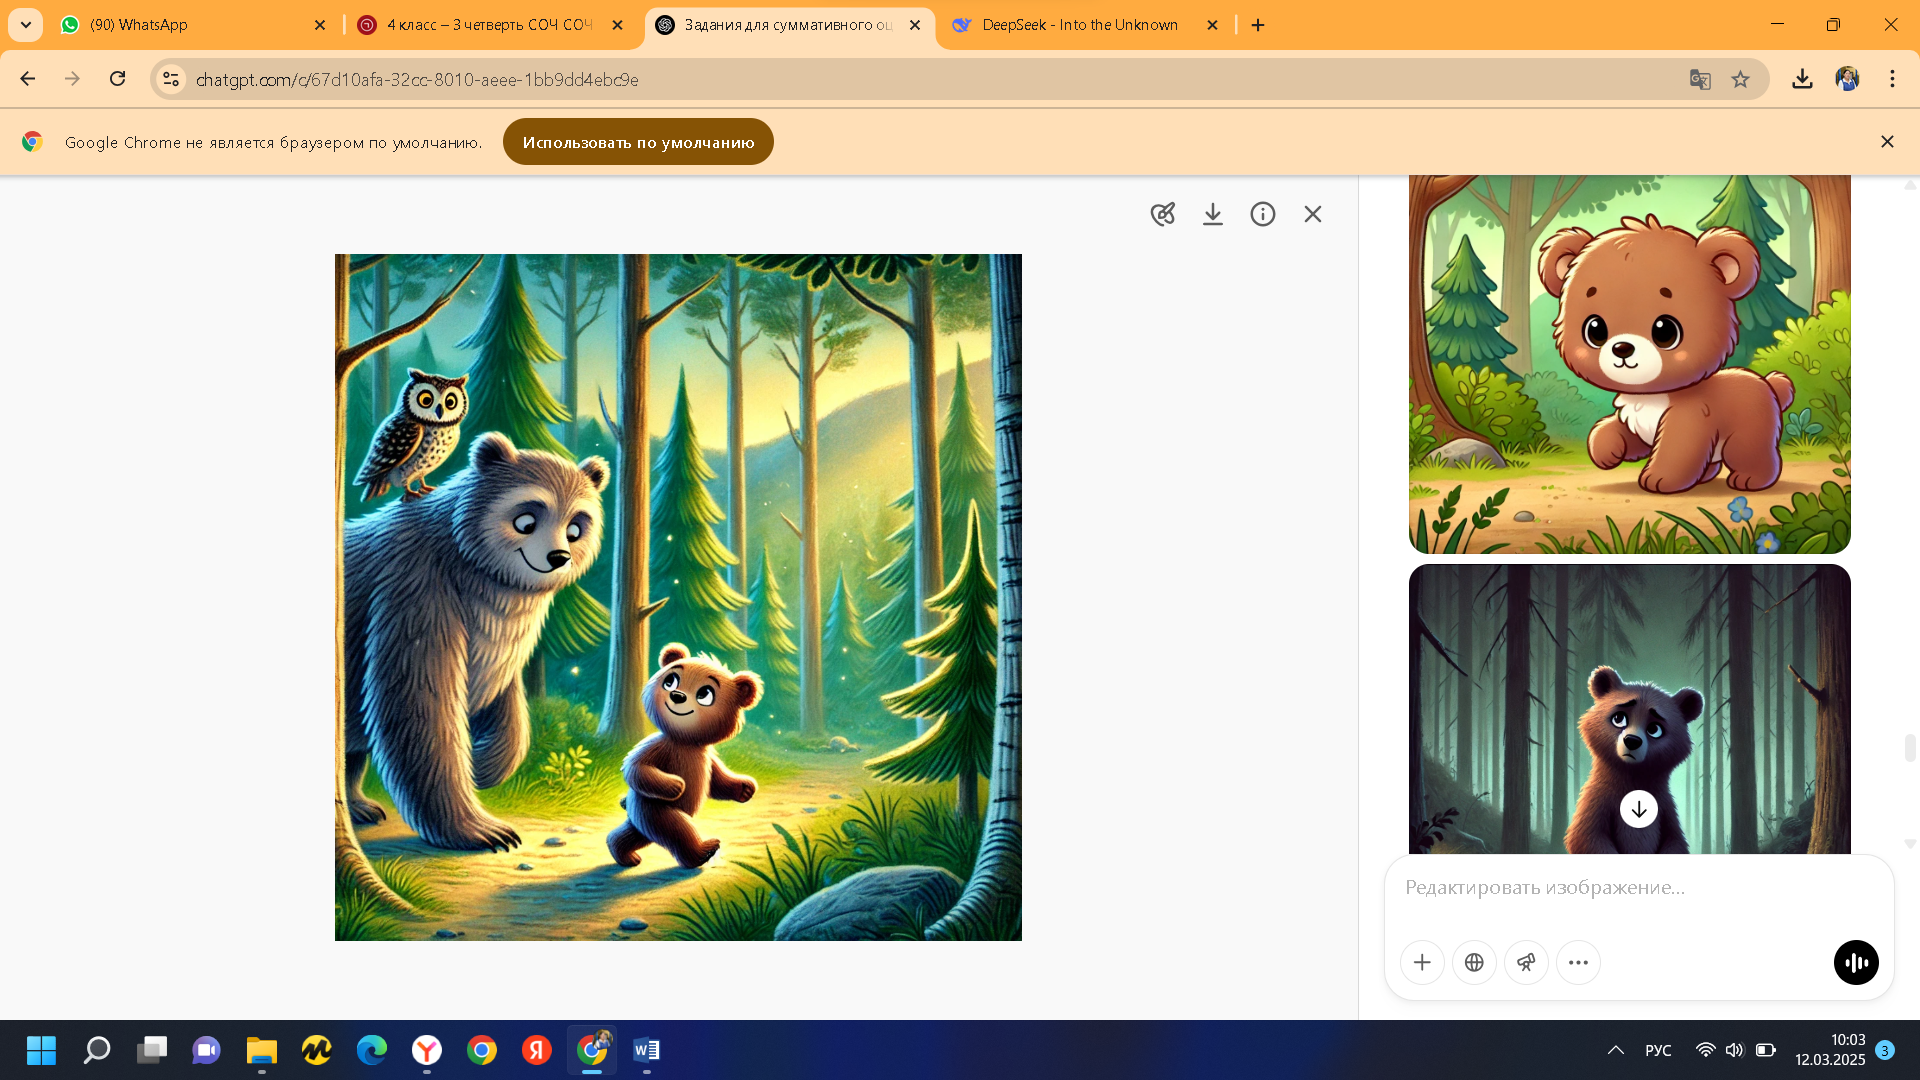 (90) WhatsApp
4 класс – 3 четверть СОЧ СОЧ
Задания для суммативного оц
DeepSeek - Into the Unknown
chatgpt.com/c/67d10afa-32cc-8010-aeee-1bb9dd4ebc9e
Google Chrome не является браузером по умолчанию.
Использовать по умолчанию
Редактировать изображение...
РУС
10:03
12.03.2025
3